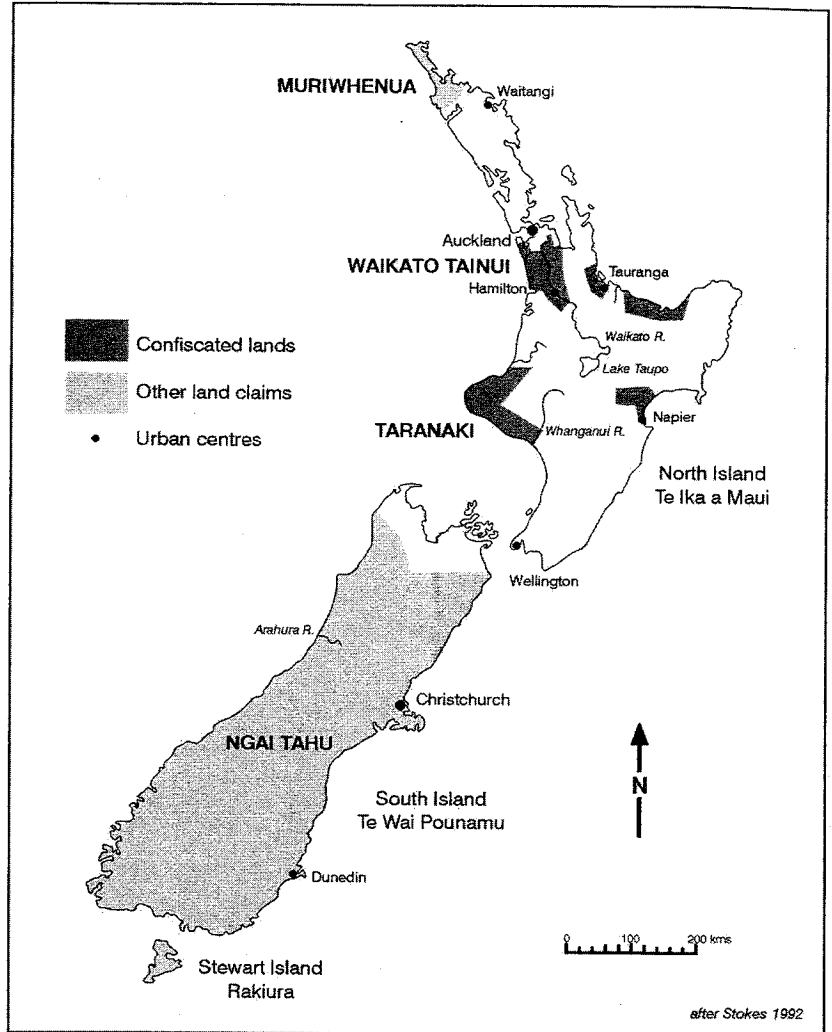 MURIWHENUA
Waitangi
Auckland
WAIKATO TAINUI
Hamilton
Tauranga
Waikato R.
Lake Taupo
Confiscated lands
Other land claims
Urban centres
TARANAKI
Whanganui R.
Napier
North Island
Te Ika a Maui
Wellington
Arahura R.
Christchurch
NGAI TAHU
N
South Island
Te Wai Pounamu
Dunedin
0 100 200 kms
Stewart Island
Rakiura
after Stokes 1992